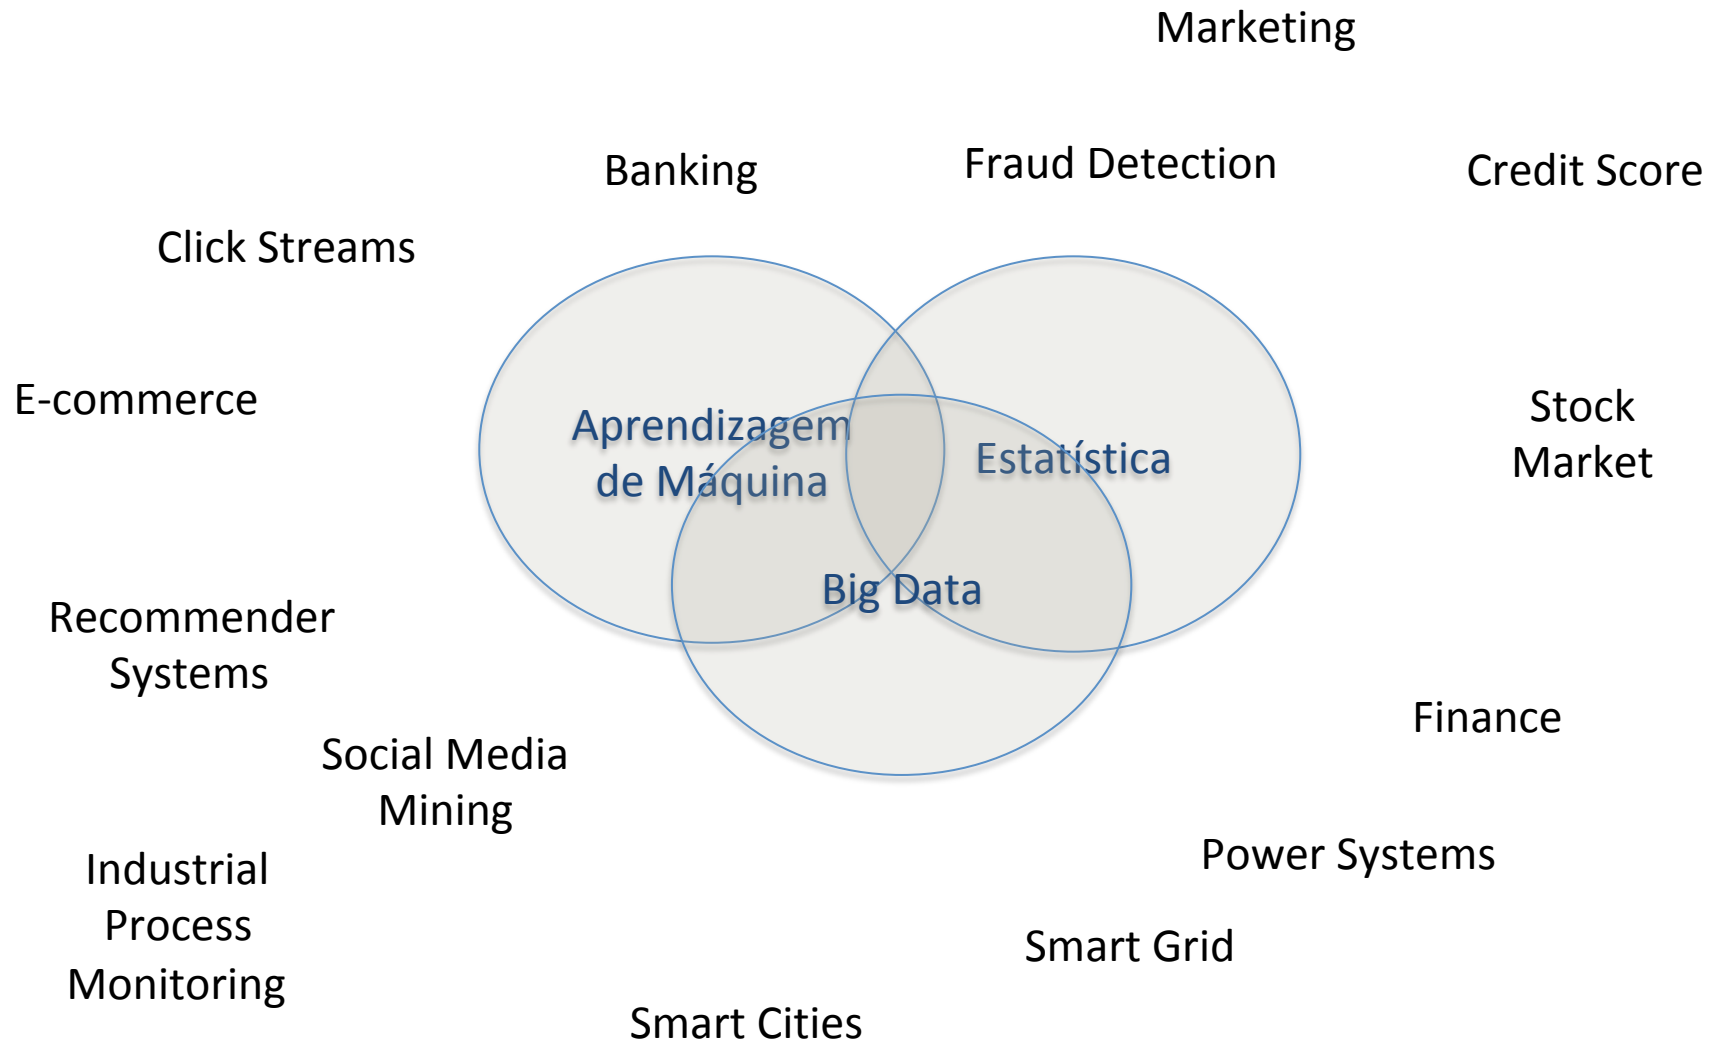 Marketing
Banking
Fraud Detection
Credit Score
Click Streams
E-commerce
Aprendizagem
de Máquina
Estatística
Stock
Market
Big Data
Recommender
Systems
Finance
Social Media
Mining
Power Systems
Industrial
Process
Monitoring
Smart Grid
Smart Cities